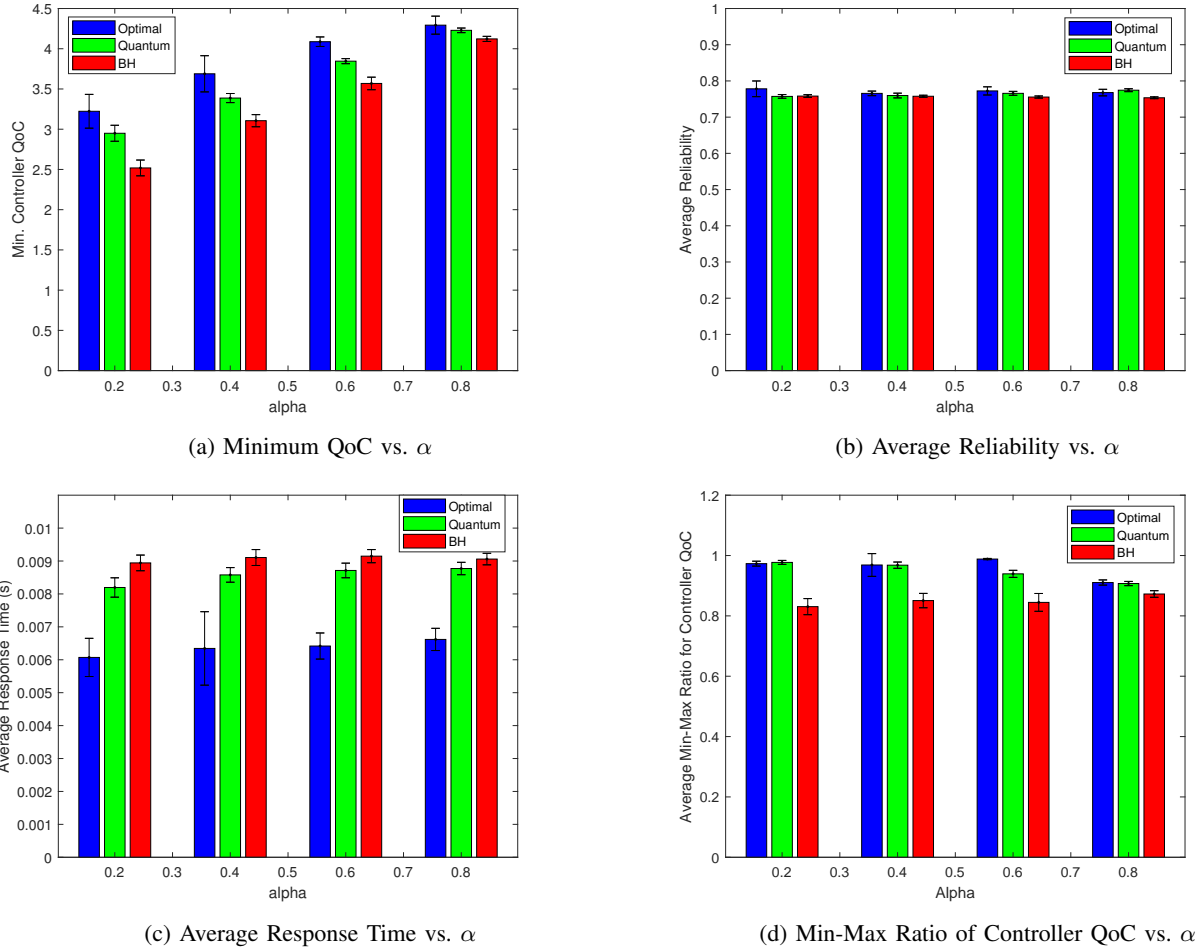 4.5
4
3.5
3
2.5
2
1.5
1
0.5
0
Min. Controller QoC
Optimal
Quantum
BH
0.2 0.3 0.4 0.5 0.6 0.7 0.8
alpha
(a) Minimum QoC vs. α
1
0.9
0.8
0.7
0.6
0.5
0.4
0.3
0.2
0.1
0
Average Reliability
Optimal
Quantum
BH
0.2 0.3 0.4 0.5 0.6 0.7 0.8
alpha
(b) Average Reliability vs. α
0.01
0.009
0.008
0.007
0.006
0.005
0.004
0.003
0.002
0.001
0
Average Response Time (s)
Optimal
Quantum
BH
0.2 0.3 0.4 0.5 0.6 0.7 0.8
alpha
(c) Average Response Time vs. α
1.2
1
0.8
0.6
0.4
0.2
0
Average Min-Max Ratio for Controller QoC
Optimal
Quantum
BH
0.2 0.3 0.4 0.5 0.6 0.7 0.8
Alpha
(d) Min-Max Ratio of Controller QoC vs. α